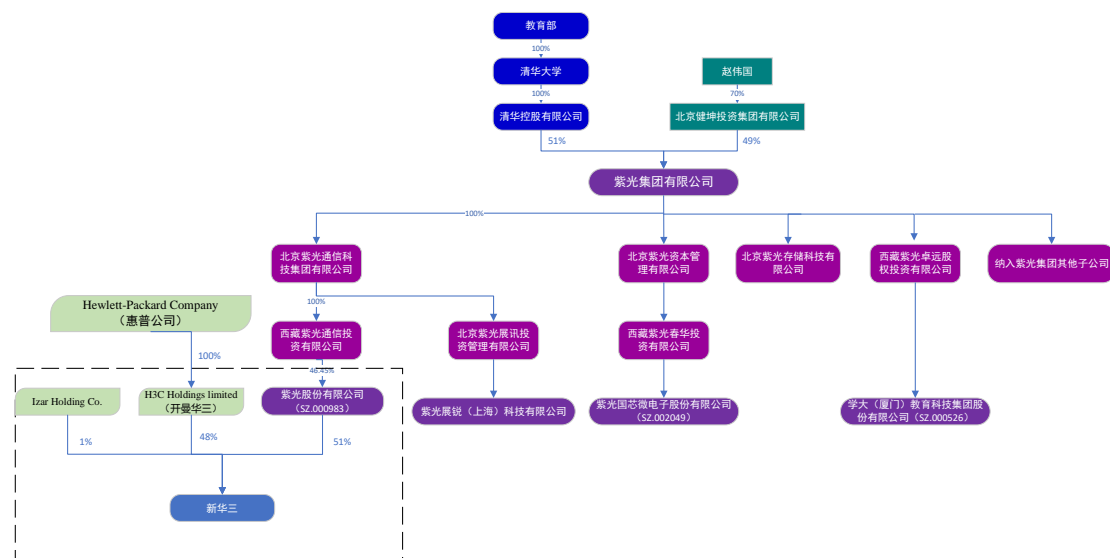 教育部
100%
清华大学
赵伟国
100%
70%
清华控股有限公司
北京健坤投资集团有限公司
51%
49%
紫光集团有限公司
100%
北京紫光通信科
技集团有限公司
北京紫光资本管
理有限公司
北京紫光存储科技有
限公司
西藏紫光卓远股
权投资有限公司
纳入紫光集团其他子公司
100%
Hewlett-Packard Company
（惠普公司）
西藏紫光通信投
资有限公司
北京紫光展讯投
资管理有限公司
西藏紫光春华投
资有限公司
100%
46.45%
Izar Holding Co.
H3C Holdings limited
（开曼华三）
紫光股份有限公司
（SZ.000983）
紫光展锐（上海）科技有限公司
紫光国芯微电子股份有限公司
（SZ.002049）
学大（厦门）教育科技集团股
份有限公司（SZ.000526）
1%
48%
51%
新华三